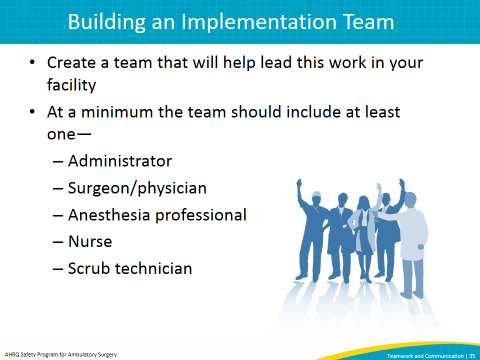 Building an Implementation Team
• Create a team that will help lead this work in your
facility
• At a minimum the team should include at least
one—
– Administrator
– Surgeon/physician
– Anesthesia professional
– Nurse
– Scrub technician
AHRQ Safety Program for Ambulatory Surgery
Teamwork and Communication | 35